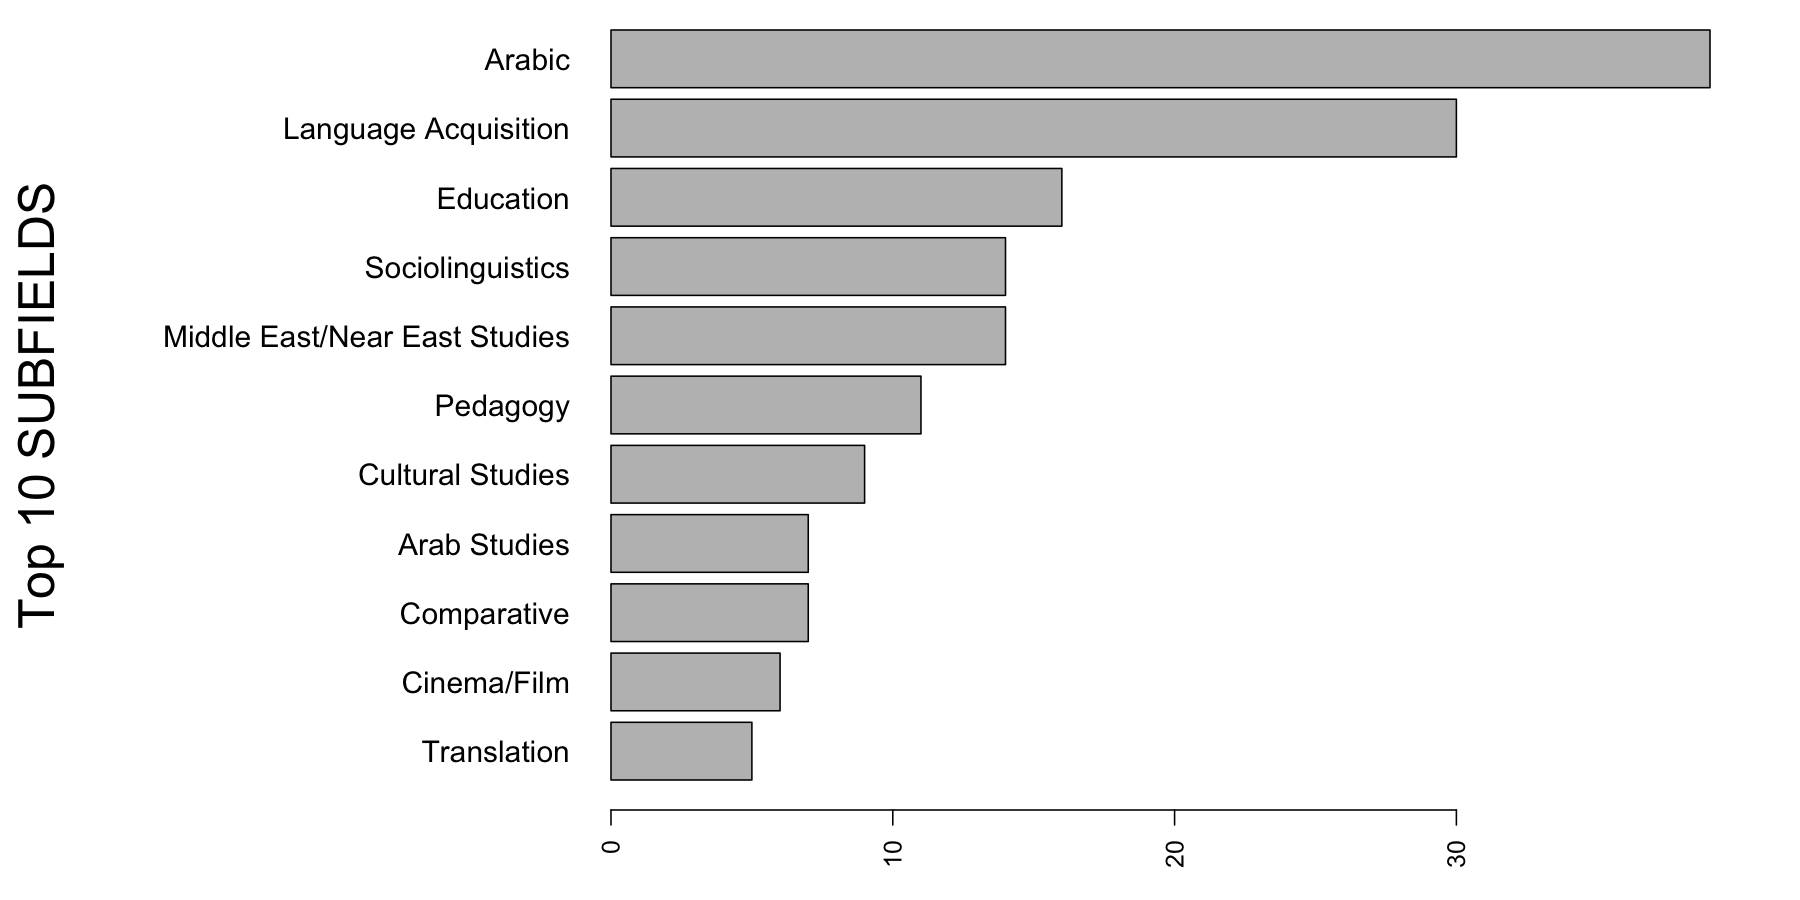 Top 10 SUBFIELDS
Arabic
Language Acquisition
Education
Sociolinguistics
Middle East/Near East Studies
Pedagogy
Cultural Studies
Arab Studies
Comparative
Cinema/Film
Translation
0 10 20 30